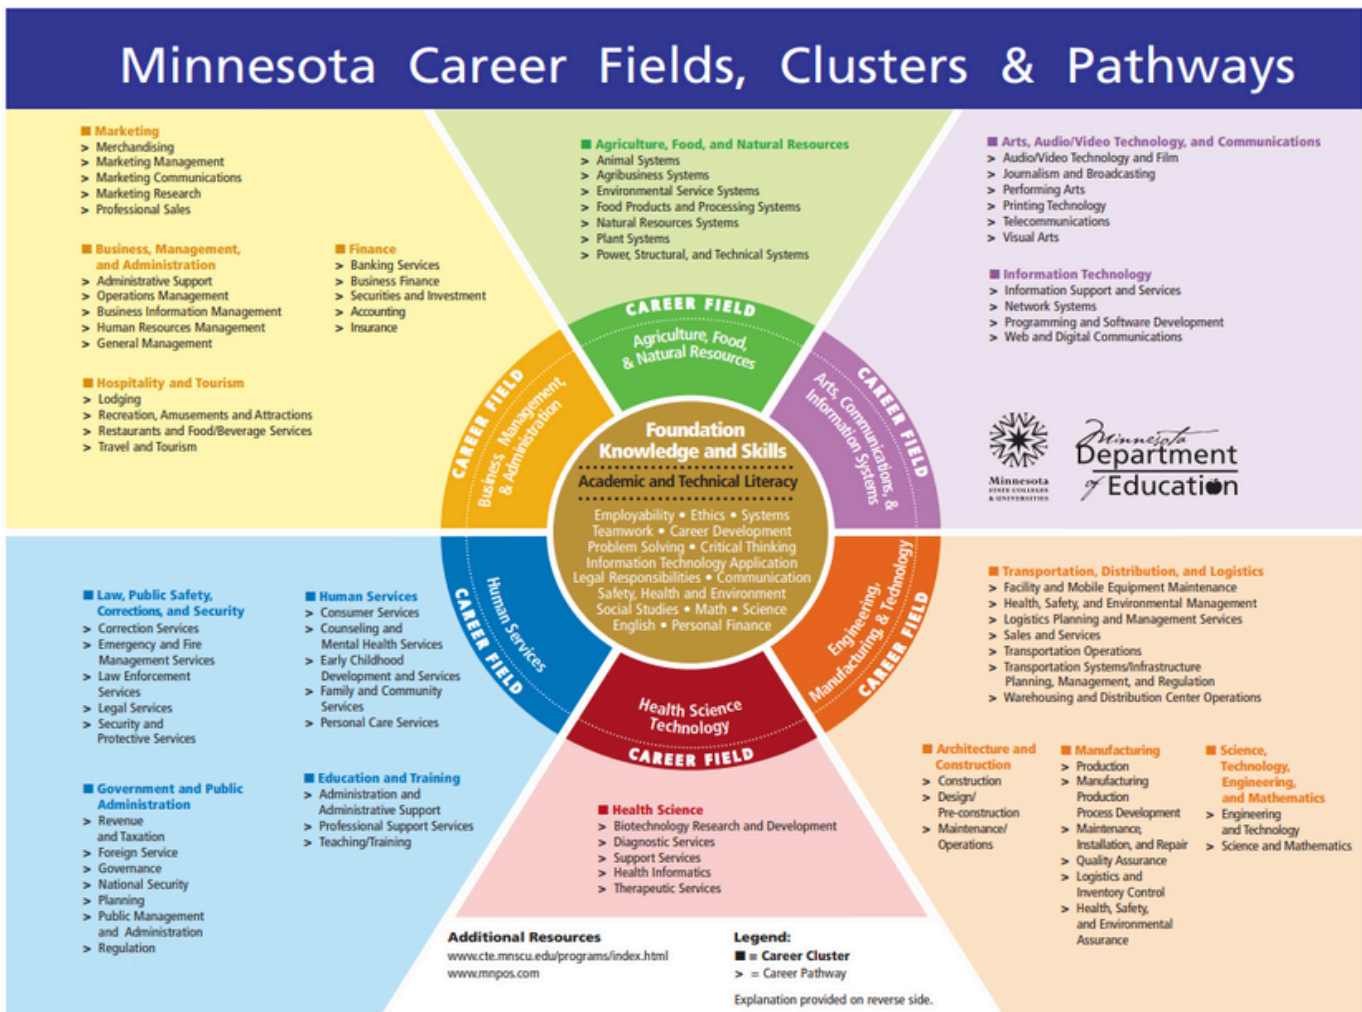 Minnesota Career Fields, Clusters & Pathways
■ Marketing
> Merchandising
> Marketing Management
> Marketing Communications
> Marketing Research
> Professional Sales
■ Business, Management,
and Administration
> Administrative Support
> Operations Management
> Business Information Management
> Human Resources Management
> General Management
■ Finance
> Banking Services
> Business Finance
> Securities and Investment
> Accounting
> Insurance
■ Hospitality and Tourism
> Lodging
> Recreation, Amusements and Attractions
> Restaurants and Food/Beverage Services
> Travel and Tourism
■ Agriculture, Food, and Natural Resources
> Animal Systems
> Agribusiness Systems
> Environmental Service Systems
> Food Products and Processing Systems
> Natural Resources Systems
> Plant Systems
> Power, Structural, and Technical Systems
■ Arts, Audio/Video Technology, and Communications
> Audio/Video Technology and Film
> Journalism and Broadcasting
> Performing Arts
> Printing Technology
> Telecommunications
> Visual Arts
■ Information Technology
> Information Support and Services
> Network Systems
> Programming and Software Development
> Web and Digital Communications
Minnesota
STATE COLLEGES
& UNIVERSITIES
Minnesota
Department
of Education
CAREER FIELD
Agriculture, Food,
& Natural Resources
CAREER FIELD
Business, Management,
& Administration
CAREER FIELD
Arts, Communications, &
Information Systems
Foundation
Knowledge and Skills
Academic and Technical Literacy
Employability • Ethics • Systems
Teamwork • Career Development
Problem Solving • Critical Thinking
Information Technology Application
Legal Responsibilities • Communication
Safety, Health and Environment
Social Studies • Math • Science
English • Personal Finance
Human Services
CAREER FIELD
Engineering,
Manufacturing, & Technology
CAREER FIELD
Health Science
Technology
CAREER FIELD
■ Law, Public Safety,
Corrections, and Security
> Correction Services
> Emergency and Fire
Management Services
> Law Enforcement
Services
> Legal Services
> Security and
Protective Services
■ Human Services
> Consumer Services
> Counseling and
Mental Health Services
> Early Childhood
Development and Services
> Family and Community
Services
> Personal Care Services
■ Government and Public
Administration
> Revenue
and Taxation
> Foreign Service
> Governance
> National Security
> Planning
> Public Management
and Administration
> Regulation
■ Education and Training
> Administration and
Administrative Support
> Professional Support Services
> Teaching/Training
■ Health Science
> Biotechnology Research and Development
> Diagnostic Services
> Support Services
> Health Informatics
> Therapeutic Services
■ Transportation, Distribution, and Logistics
> Facility and Mobile Equipment Maintenance
> Health, Safety, and Environmental Management
> Logistics Planning and Management Services
> Sales and Services
> Transportation Operations
> Transportation Systems/Infrastructure
Planning, Management, and Regulation
> Warehousing and Distribution Center Operations
■ Architecture and
Construction
> Construction
> Design/
Pre-construction
> Maintenance/
Operations
■ Manufacturing
> Production
> Manufacturing
Production
Process Development
> Maintenance,
Installation, and Repair
> Quality Assurance
> Logistics and
Inventory Control
> Health, Safety,
and Environmental
Assurance
■ Science,
Technology,
Engineering,
and Mathematics
> Engineering
and Technology
> Science and Mathematics
Additional Resources
www.cte.mnscu.edu/programs/index.html
www.mnpos.com
Legend:
■ = Career Cluster
> = Career Pathway
Explanation provided on reverse side.